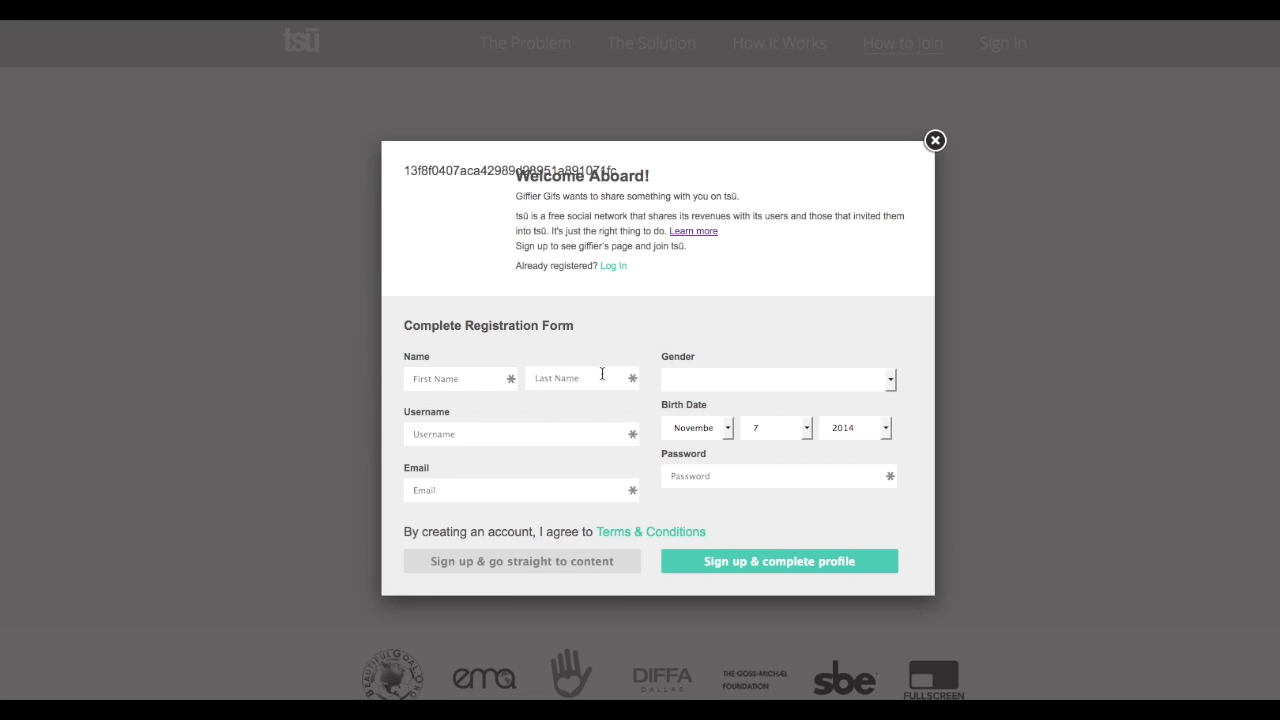 tsū
The Problem
The Solution
How It Works
How to join
Sign In
13f8f0407aca42989d28951a891071fc
Welcome Aboard!
Giffier Gifs wants to share something with you on tsū.
tsū is a free social network that shares its revenues with its users and those that invited them
into tsū. It's just the right thing to do. Learn more
Sign up to see giffier's page and join tsū.
Already registered? Log In
Complete Registration Form
Name
Gender
First Name *
Last Name *
Birth Date
Novembe
7
2014
Username
Username *
Password
Password *
Email
Email *
By creating an account, I agree to Terms & Conditions
Sign up & go straight to content
Sign up & complete profile
BEAUTIFULGOAL.ORG
ema
DIFFA
DALLAS
THE GOSS-MICHAEL
FOUNDATION
sbe
FULLSCREEN